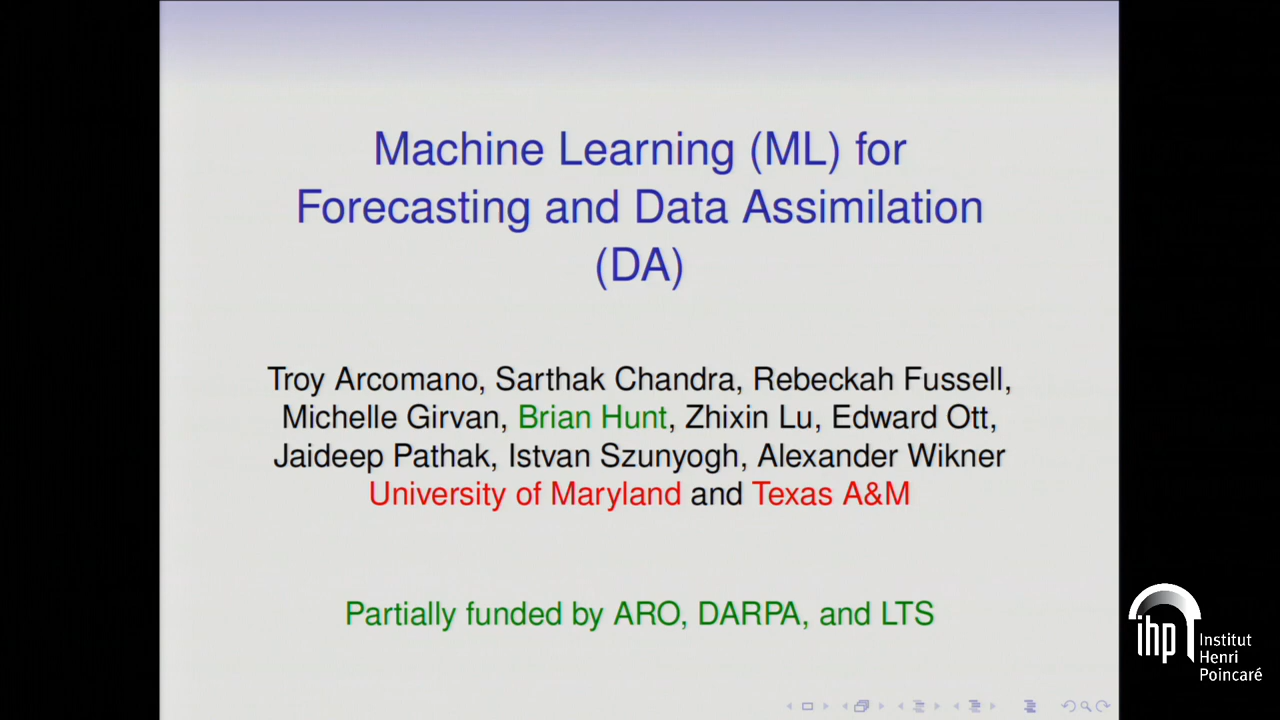 Machine Learning (ML) for
Forecasting and Data Assimilation
(DA)
Troy Arcomano, Sarthak Chandra, Rebeckah Fussell,
Michelle Girvan, Brian Hunt, Zhixin Lu, Edward Ott,
Jaideep Pathak, Istvan Szunyogh, Alexander Wikner
University of Maryland and Texas A&M
Partially funded by ARO, DARPA, and LTS
ihp Institut
Henri
Poincaré